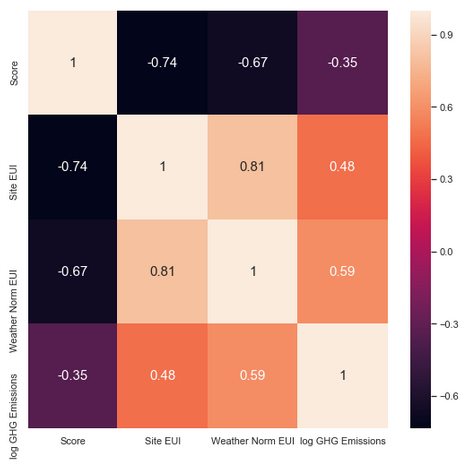 Score
1
-0.74
-0.67
-0.35
0.9
Site EUI
-0.74
1
0.81
0.48
0.6
0.3
Weather Norm EUI
-0.67
0.81
1
0.59
0.0
-0.3
log GHG Emissions
-0.35
0.48
0.59
1
-0.6
Score
Site EUI
Weather Norm EUI
log GHG Emissions